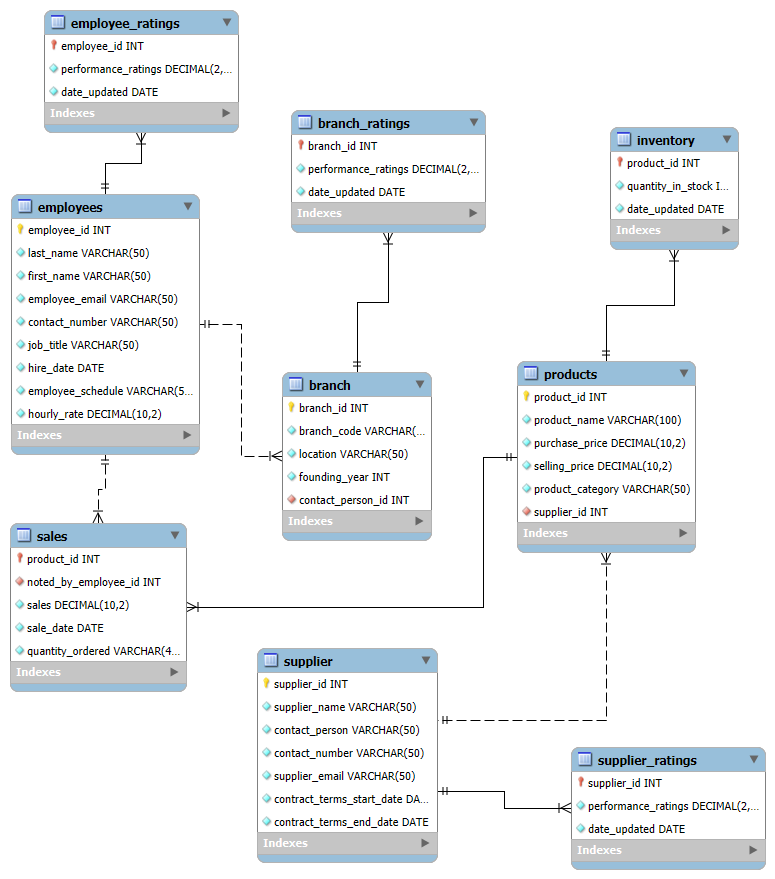 employee_ratings
employee_id INT
performance_ratings DECIMAL(2,...
date_updated DATE
Indexes
branch_ratings
branch_id INT
performance_ratings DECIMAL(2,...
date_updated DATE
Indexes
inventory
product_id INT
quantity_in_stock I...
date_updated DATE
Indexes
employees
employee_id INT
last_name VARCHAR(50)
first_name VARCHAR(50)
employee_email VARCHAR(50)
contact_number VARCHAR(50)
job_title VARCHAR(50)
hire_date DATE
employee_schedule VARCHAR(5...
hourly_rate DECIMAL(10,2)
Indexes
branch
branch_id INT
branch_code VARCHAR(...
location VARCHAR(50)
founding_year INT
contact_person_id INT
Indexes
products
product_id INT
product_name VARCHAR(100)
purchase_price DECIMAL(10,2)
selling_price DECIMAL(10,2)
product_category VARCHAR(50)
supplier_id INT
Indexes
sales
product_id INT
noted_by_employee_id INT
sales DECIMAL(10,2)
sale_date DATE
quantity_ordered VARCHAR(4...
Indexes
supplier
supplier_id INT
supplier_name VARCHAR(50)
contact_person VARCHAR(50)
contact_number VARCHAR(50)
supplier_email VARCHAR(50)
contract_terms_start_date DA...
contract_terms_end_date DATE
Indexes
supplier_ratings
supplier_id INT
performance_ratings DECIMAL(2,...
date_updated DATE
Indexes